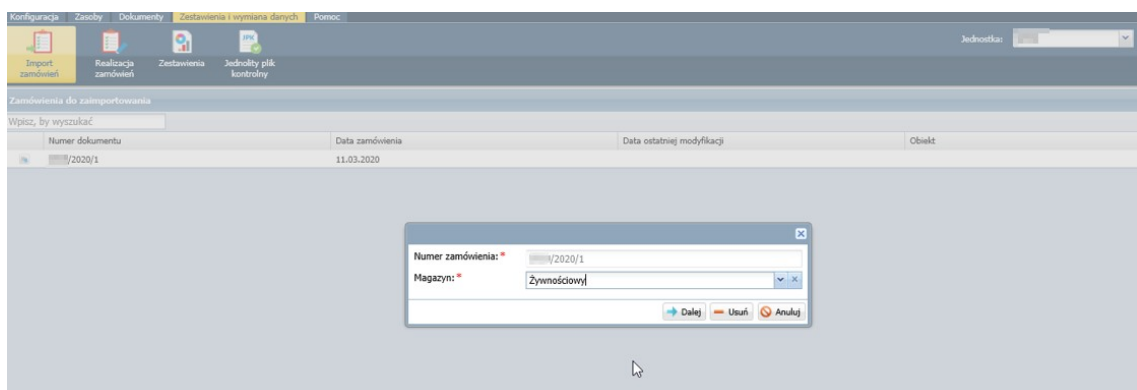 Konfiguracja Zasoby Dokumenty Zestawienia i wymiana danych Pomoc
Import zamówień
Realizacja zamówień
Zestawienia
JPK
Jednolity plik kontrolny
Jednostka:
Zamówienia do zaimportowania
Wpisz, by wyszukać
Numer dokumentu Data zamówienia Data ostatniej modyfikacji Obiekt
/2020/1 11.03.2020
Numer zamówienia: * /2020/1
Magazyn: * Żywnościowy
Dalej Usuń Anuluj